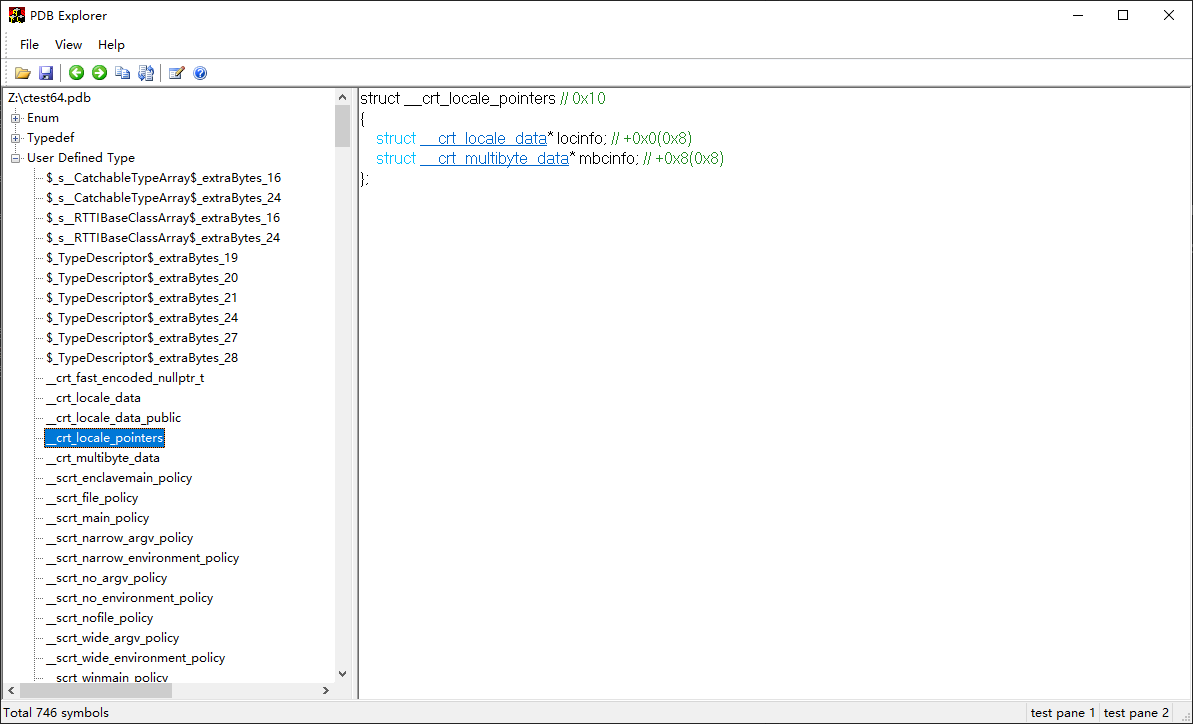 PDB Explorer
File View Help
Z:\ctest64.pdb
Enum
Typedef
User Defined Type
$_s__CatchableTypeArray$_extraBytes_16
$_s__CatchableTypeArray$_extraBytes_24
$_s__RTTIBaseClassArray$_extraBytes_16
$_s__RTTIBaseClassArray$_extraBytes_24
$_TypeDescriptor$_extraBytes_19
$_TypeDescriptor$_extraBytes_20
$_TypeDescriptor$_extraBytes_21
$_TypeDescriptor$_extraBytes_24
$_TypeDescriptor$_extraBytes_27
$_TypeDescriptor$_extraBytes_28
__crt_fast_encoded_nullptr_t
__crt_locale_data
__crt_locale_data_public
__crt_locale_pointers
__crt_multibyte_data
__scrt_enclavemain_policy
__scrt_file_policy
__scrt_main_policy
__scrt_narrow_argv_policy
__scrt_narrow_environment_policy
__scrt_no_argv_policy
__scrt_no_environment_policy
__scrt_nofile_policy
__scrt_wide_argv_policy
__scrt_wide_environment_policy
__scrt_winmain_policy
struct __crt_locale_pointers // 0x10
{
struct __crt_locale_data* locinfo; // +0x0(0x8)
struct __crt_multibyte_data* mbcinfo; // +0x8(0x8)
};
Total 746 symbols
test pane 1 test pane 2